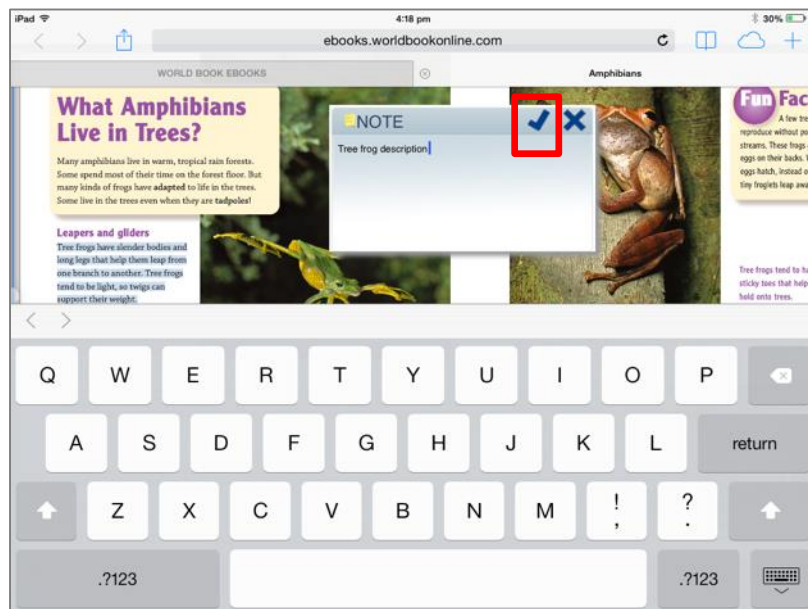 iPad
4:18 pm
30%
ebooks.worldbookonline.com
WORLD BOOK EBOOKS
Amphibians
What Amphibians
Live in Trees?
Many amphibians live in warm, tropical rain forests.
Some spend most of their time on the forest floor. But
many kinds of frogs have adapted to life in the trees.
Some live in the trees even when they are tadpoles!
Leapers and gliders
Tree frogs have slender bodies and
long legs that help them leap from
one branch to another. Tree frogs
tend to be light, so twigs can
support their weight.
NOTE
Tree frog description
Fun Fac
A few tre
reproduce without po
streams. These frogs
eggs on their backs.
eggs hatch, instead o
tiny froglets leap awa
Tree frogs tend to ha
sticky toes that help
hold onto trees.
Q W E R T Y U I O P
A S D F G H J K L return
Z X C V B N M ! , ? .
.?123 .?123